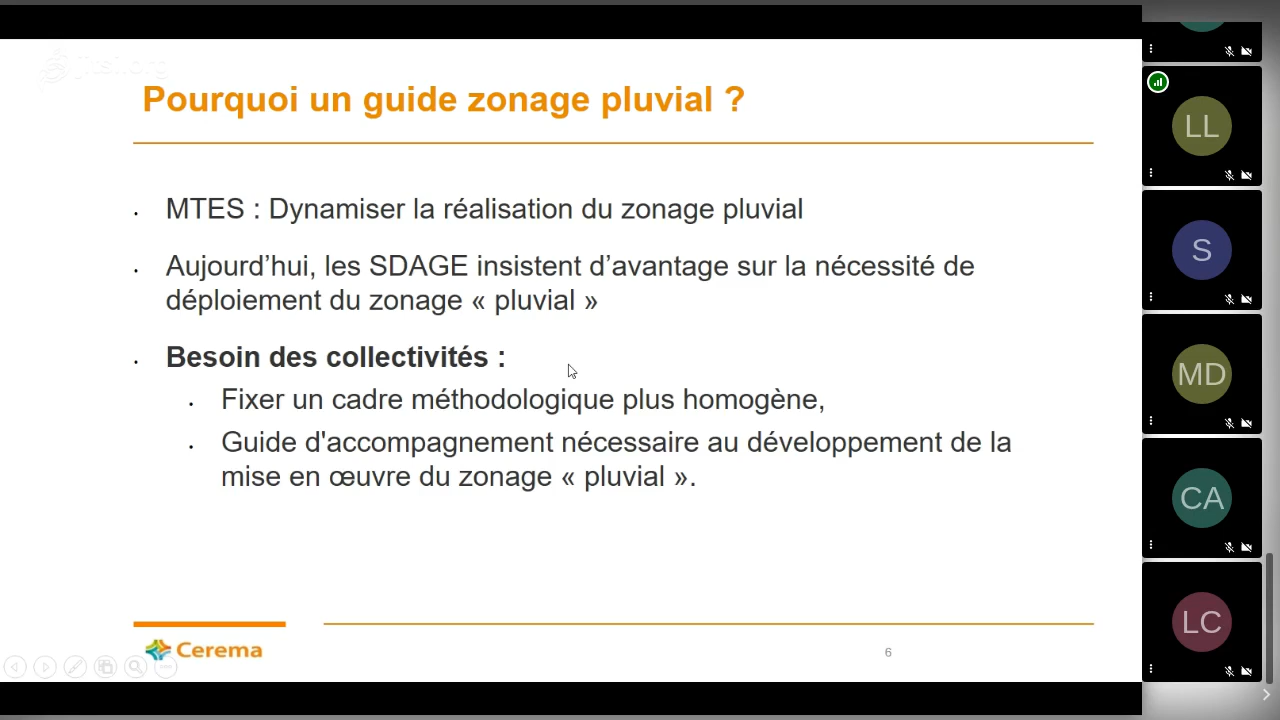 Pourquoi un guide zonage pluvial ?
MTES : Dynamiser la réalisation du zonage pluvial
Aujourd’hui, les SDAGE insistent d’avantage sur la nécessité de
déploiement du zonage « pluvial »
Besoin des collectivités :
Fixer un cadre méthodologique plus homogène,
Guide d'accompagnement nécessaire au développement de la
mise en œuvre du zonage « pluvial ».
Cerema
6
LL
S
MD
CA
LC